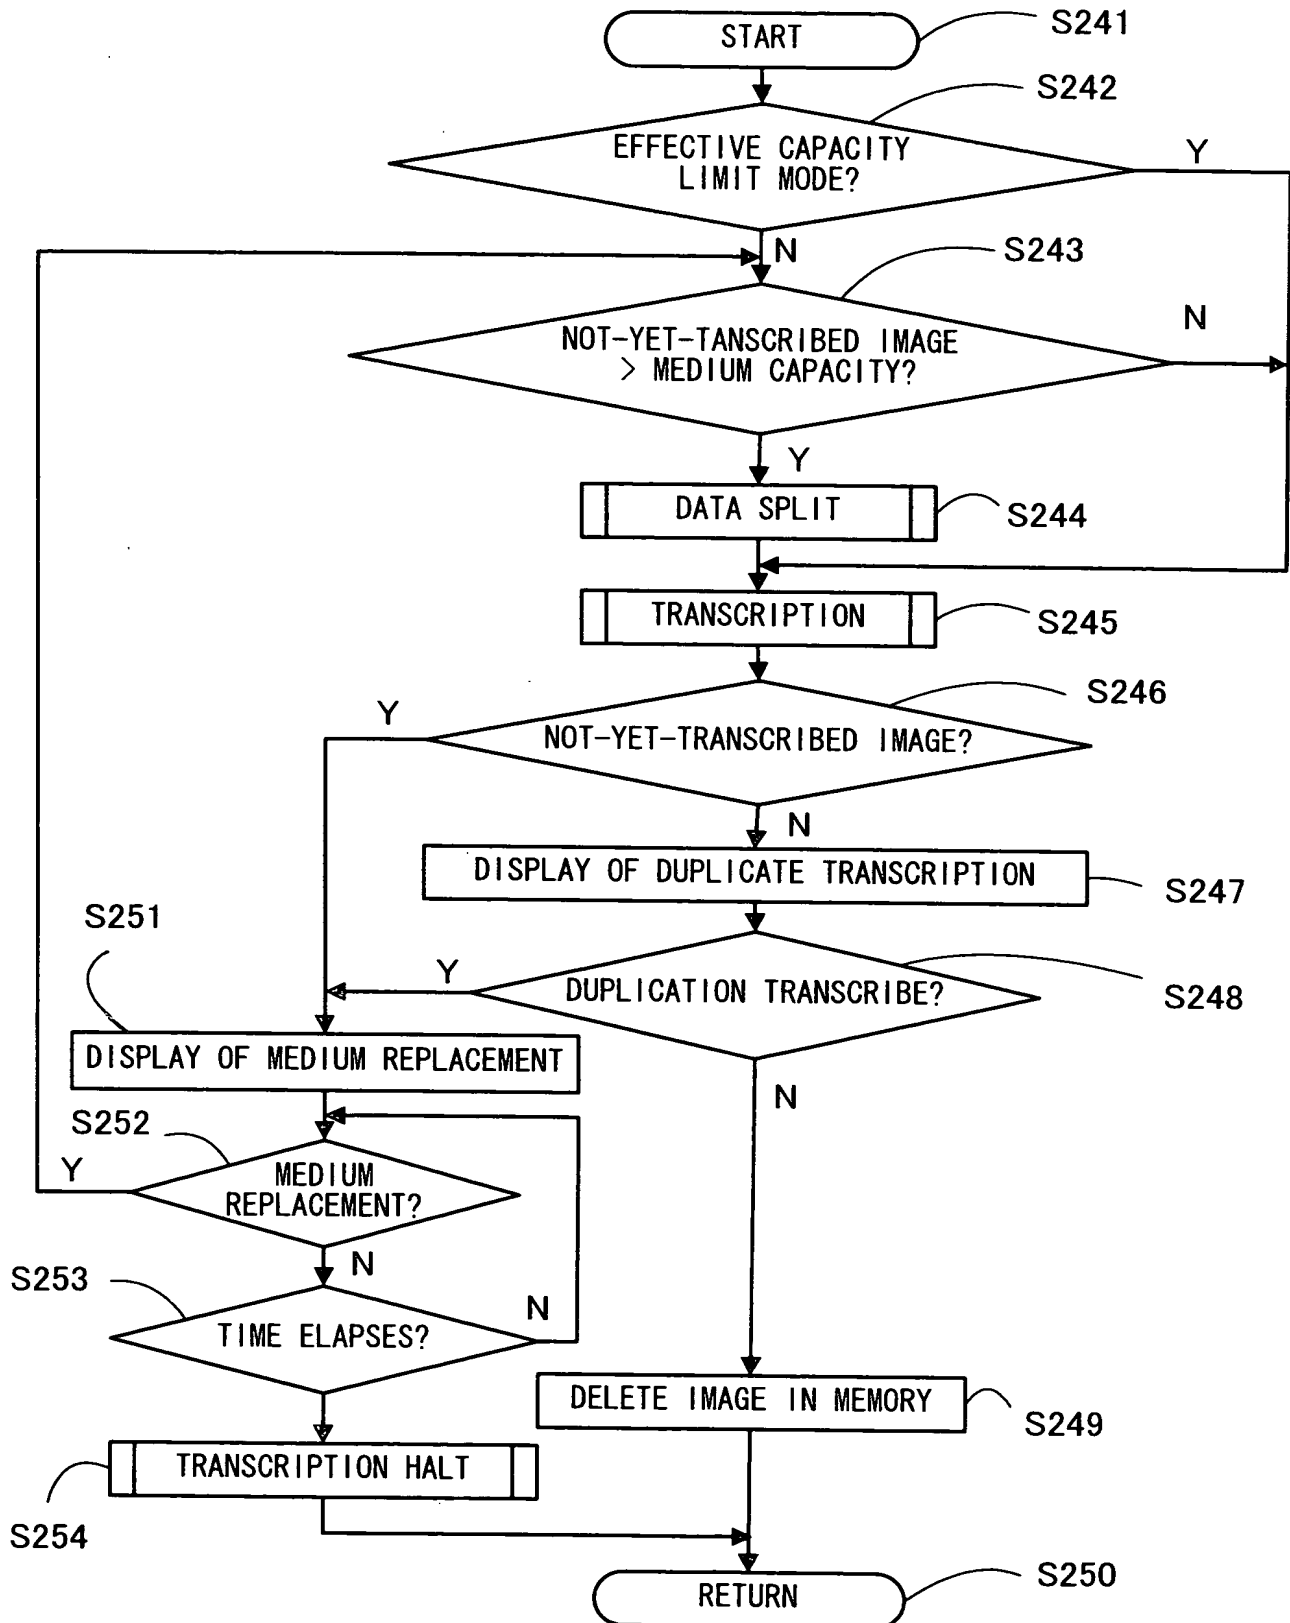 START
S241
S242
EFFECTIVE CAPACITY
LIMIT MODE?
Y
N
S243
NOT-YET-TANSCRIBED IMAGE
> MEDIUM CAPACITY?
N
Y
DATA SPLIT
S244
TRANSCRIPTION
S245
S246
Y
NOT-YET-TRANSCRIBED IMAGE?
N
DISPLAY OF DUPLICATE TRANSCRIPTION
S247
S251
Y
DUPLICATION TRANSCRIBE?
S248
DISPLAY OF MEDIUM REPLACEMENT
N
S252
Y
MEDIUM
REPLACEMENT?
N
S253
N
TIME ELAPSES?
DELETE IMAGE IN MEMORY
S249
TRANSCRIPTION HALT
S254
S250
RETURN